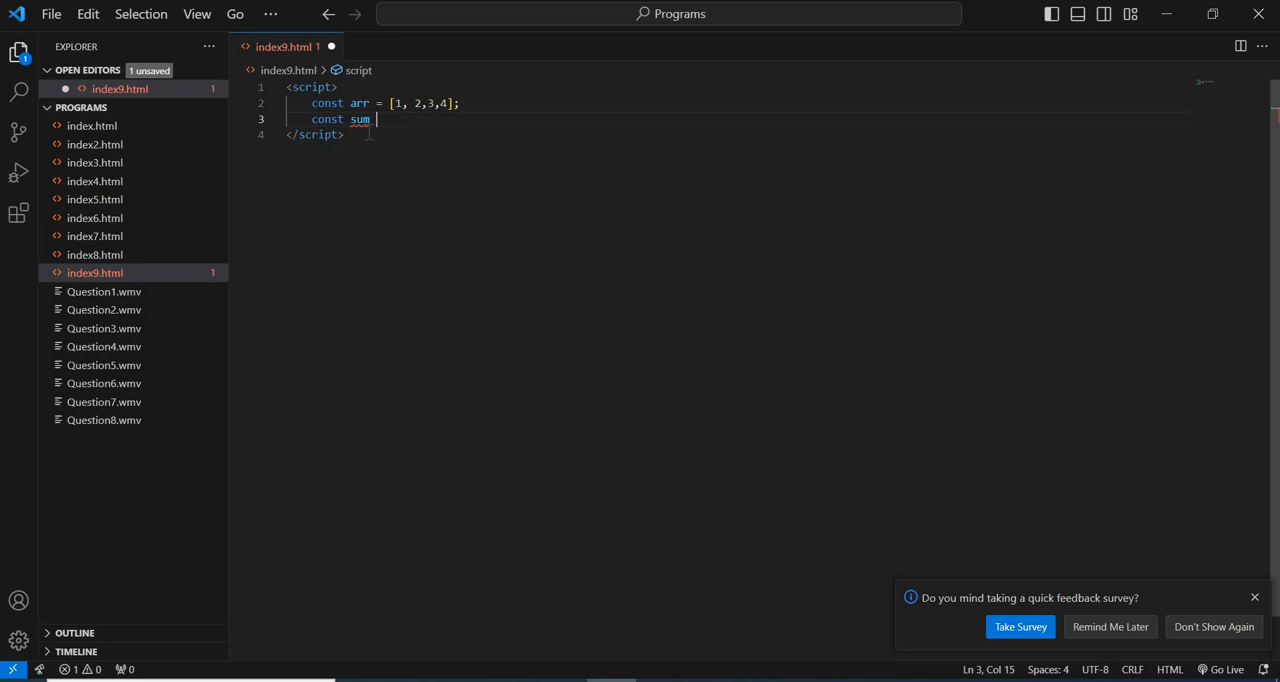 File Edit Selection View Go ··· Programs
EXPLORER ···
OPEN EDITORS 1 unsaved
index9.html 1
PROGRAMS
index.html
index2.html
index3.html
index4.html
index5.html
index6.html
index7.html
index8.html
index9.html 1
Question1.wmv
Question2.wmv
Question3.wmv
Question4.wmv
Question5.wmv
Question6.wmv
Question7.wmv
Question8.wmv
OUTLINE
TIMELINE
index9.html 1
index9.html > script
1 <script>
2 const arr = [1, 2,3,4];
3 const sum
4 </script>
Do you mind taking a quick feedback survey?
Take Survey Remind Me Later Don't Show Again
1 0 0 Ln 3, Col 15 Spaces: 4 UTF-8 CRLF HTML Go Live
1